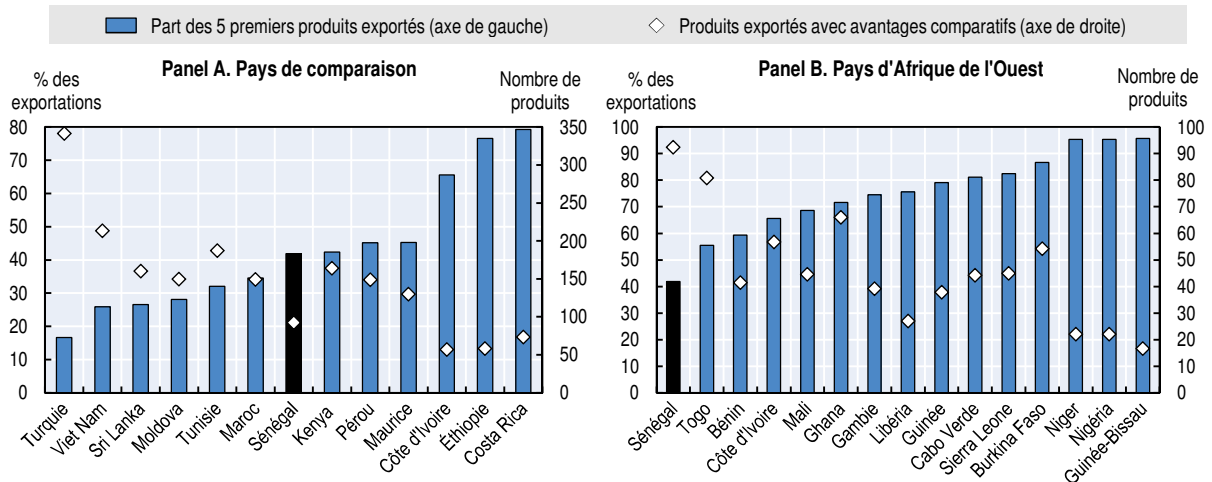 Part des 5 premiers produits exportés (axe de gauche)
Produits exportés avec avantages comparatifs (axe de droite)
Panel A. Pays de comparaison
% des
exportations
Nombre de
produits
80
70
60
50
40
30
20
10
0
350
300
250
200
150
100
50
0
Turquie
Viet Nam
Sri Lanka
Moldova
Tunisie
Maroc
Sénégal
Kenya
Pérou
Maurice
Côte d'Ivoire
Éthiopie
Costa Rica
Panel B. Pays d'Afrique de l'Ouest
% des
exportations
Nombre de
produits
100
90
80
70
60
50
40
30
20
10
0
100
90
80
70
60
50
40
30
20
10
0
Sénégal
Togo
Bénin
Côte d'Ivoire
Mali
Ghana
Gambie
Libéria
Guinée
Cabo Verde
Sierra Leone
Burkina Faso
Niger
Nigéria
Guinée-Bissau